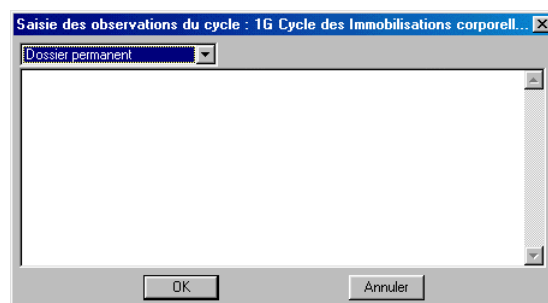 Saisie des observations du cycle : 1G Cycle des Immobilisations corporell...
Dossier permanent
OK
Annuler